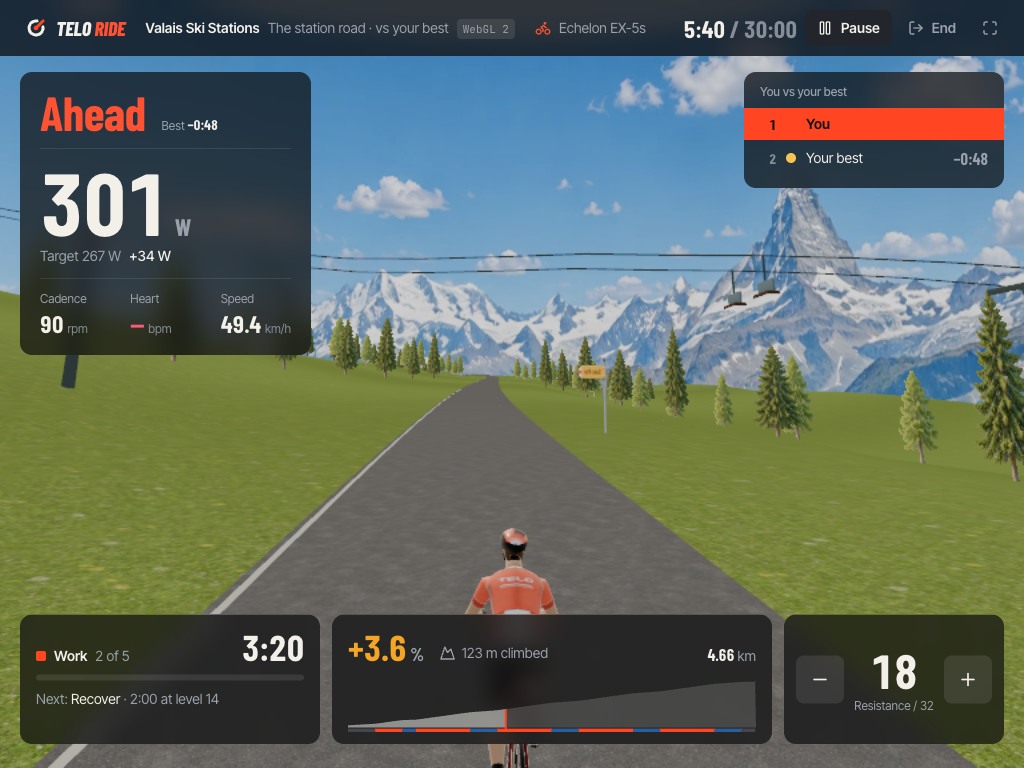 TELO RIDE Valais Ski Stations The station road · vs your best WebGL 2 Echelon EX-5s 5:40 / 30:00 Pause End
Ahead Best −0:48
301 W
Target 267 W +34 W
Cadence Heart Speed
90 rpm — bpm 49.4 km/h
You vs your best
1 You
2 Your best −0:48
TELO
Work 2 of 5 3:20
Next: Recover · 2:00 at level 14
+3.6 % 123 m climbed 4.66 km
− 18 +
Resistance / 32